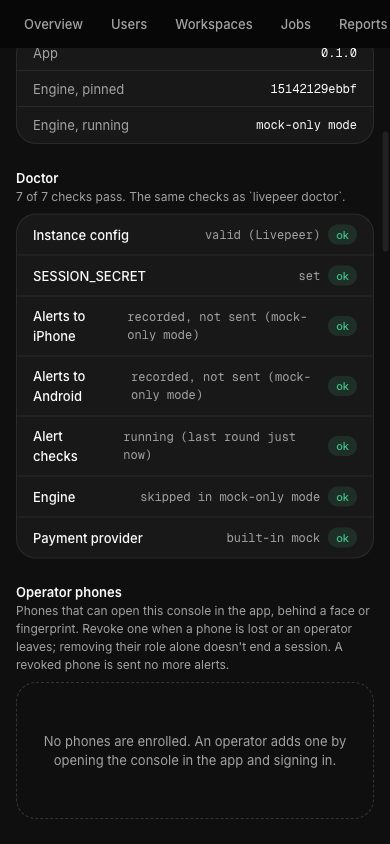 Overview Users Workspaces Jobs Reports
App 0.1.0
Engine, pinned 15142129ebbf
Engine, running mock-only mode
Doctor
7 of 7 checks pass. The same checks as `livepeer doctor`.
Instance config valid (Livepeer) ok
SESSION_SECRET set ok
Alerts to iPhone recorded, not sent (mock-only mode) ok
Alerts to Android recorded, not sent (mock-only mode) ok
Alert checks running (last round just now) ok
Engine skipped in mock-only mode ok
Payment provider built-in mock ok
Operator phones
Phones that can open this console in the app, behind a face or
fingerprint. Revoke one when a phone is lost or an operator
leaves; removing their role alone doesn't end a session. A
revoked phone is sent no more alerts.
No phones are enrolled. An operator adds one by
opening the console in the app and signing in.